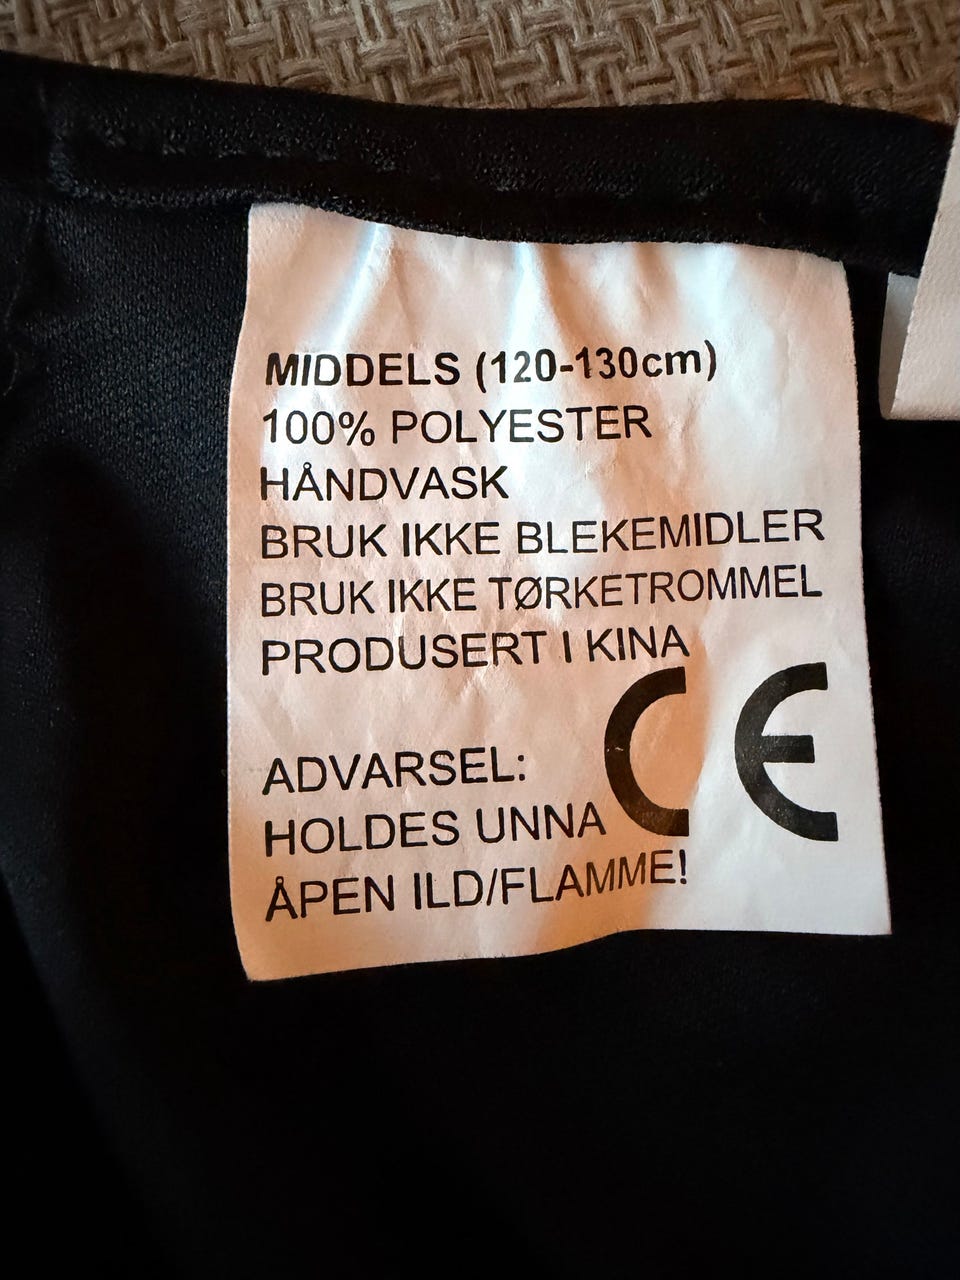 MIDDELS (120-130cm)
100% POLYESTER
HÅNDVASK
BRUK IKKE BLEKEMIDLER
BRUK IKKE TØRKETROMMEL
PRODUSERT I KINA
CE
ADVARSEL:
HOLDES UNNA
ÅPEN ILD/FLAMME!